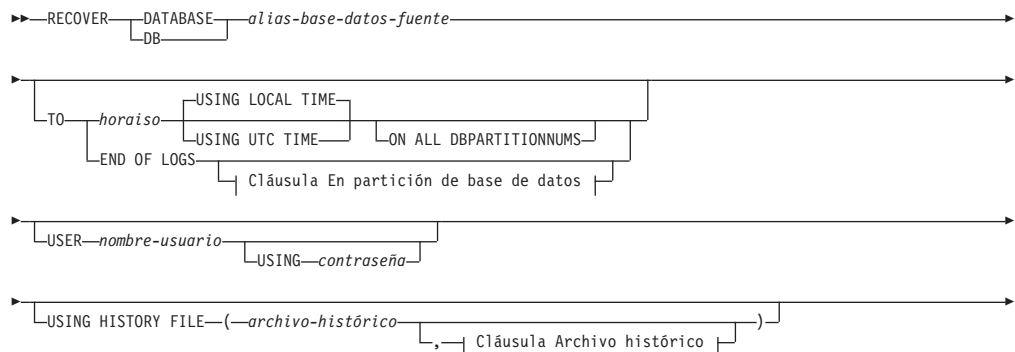 RECOVER DATABASE alias-base-datos-fuente
DB
USING LOCAL TIME
TO horaiso
USING UTC TIME ON ALL DBPARTITIONNUMS
END OF LOGS
Cláusula En partición de base de datos
USER nombre-usuario
USING contraseña
USING HISTORY FILE ( archivo-histórico )
, Cláusula Archivo histórico